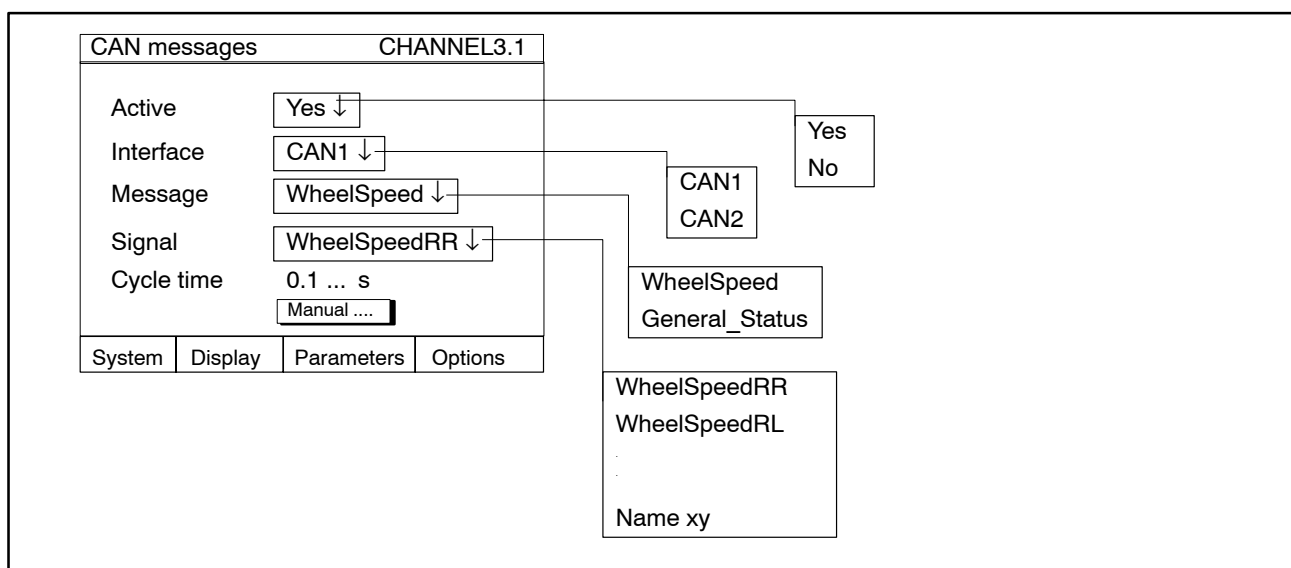 CAN messages CHANNEL3.1
Active Yes ↓
Interface CAN1 ↓
Message WheelSpeed ↓
Signal WheelSpeedRR ↓
Cycle time 0.1 ... s
Manual ....
System Display Parameters Options
Yes
No
CAN1
CAN2
WheelSpeed
General_Status
WheelSpeedRR
WheelSpeedRL
.
.
Name xy